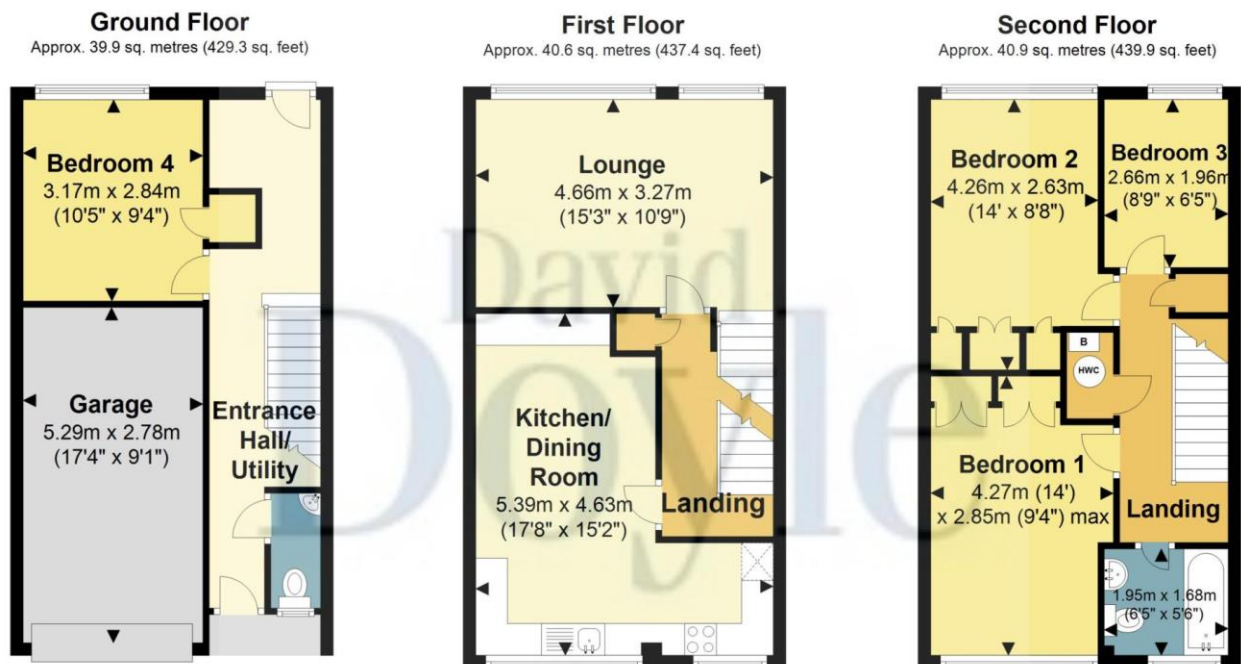 Ground Floor
Approx. 39.9 sq. metres (429.3 sq. feet)
Bedroom 4
3.17m x 2.84m
(10'5" x 9'4")
Garage
5.29m x 2.78m
(17'4" x 9'1")
Entrance
Hall/
Utility
First Floor
Approx. 40.6 sq. metres (437.4 sq. feet)
Lounge
4.66m x 3.27m
(15'3" x 10'9")
Kitchen/
Dining
Room
5.39m x 4.63m
(17'8" x 15'2")
Landing
Second Floor
Approx. 40.9 sq. metres (439.9 sq. feet)
Bedroom 2
4.26m x 2.63m
(14' x 8'8")
Bedroom 3
2.66m x 1.96m
(8'9" x 6'5")
B
HWC
Bedroom 1
4.27m (14')
x 2.85m (9'4") max
Landing
1.95m x 1.68m
(6'5" x 5'6")
David
Doyle